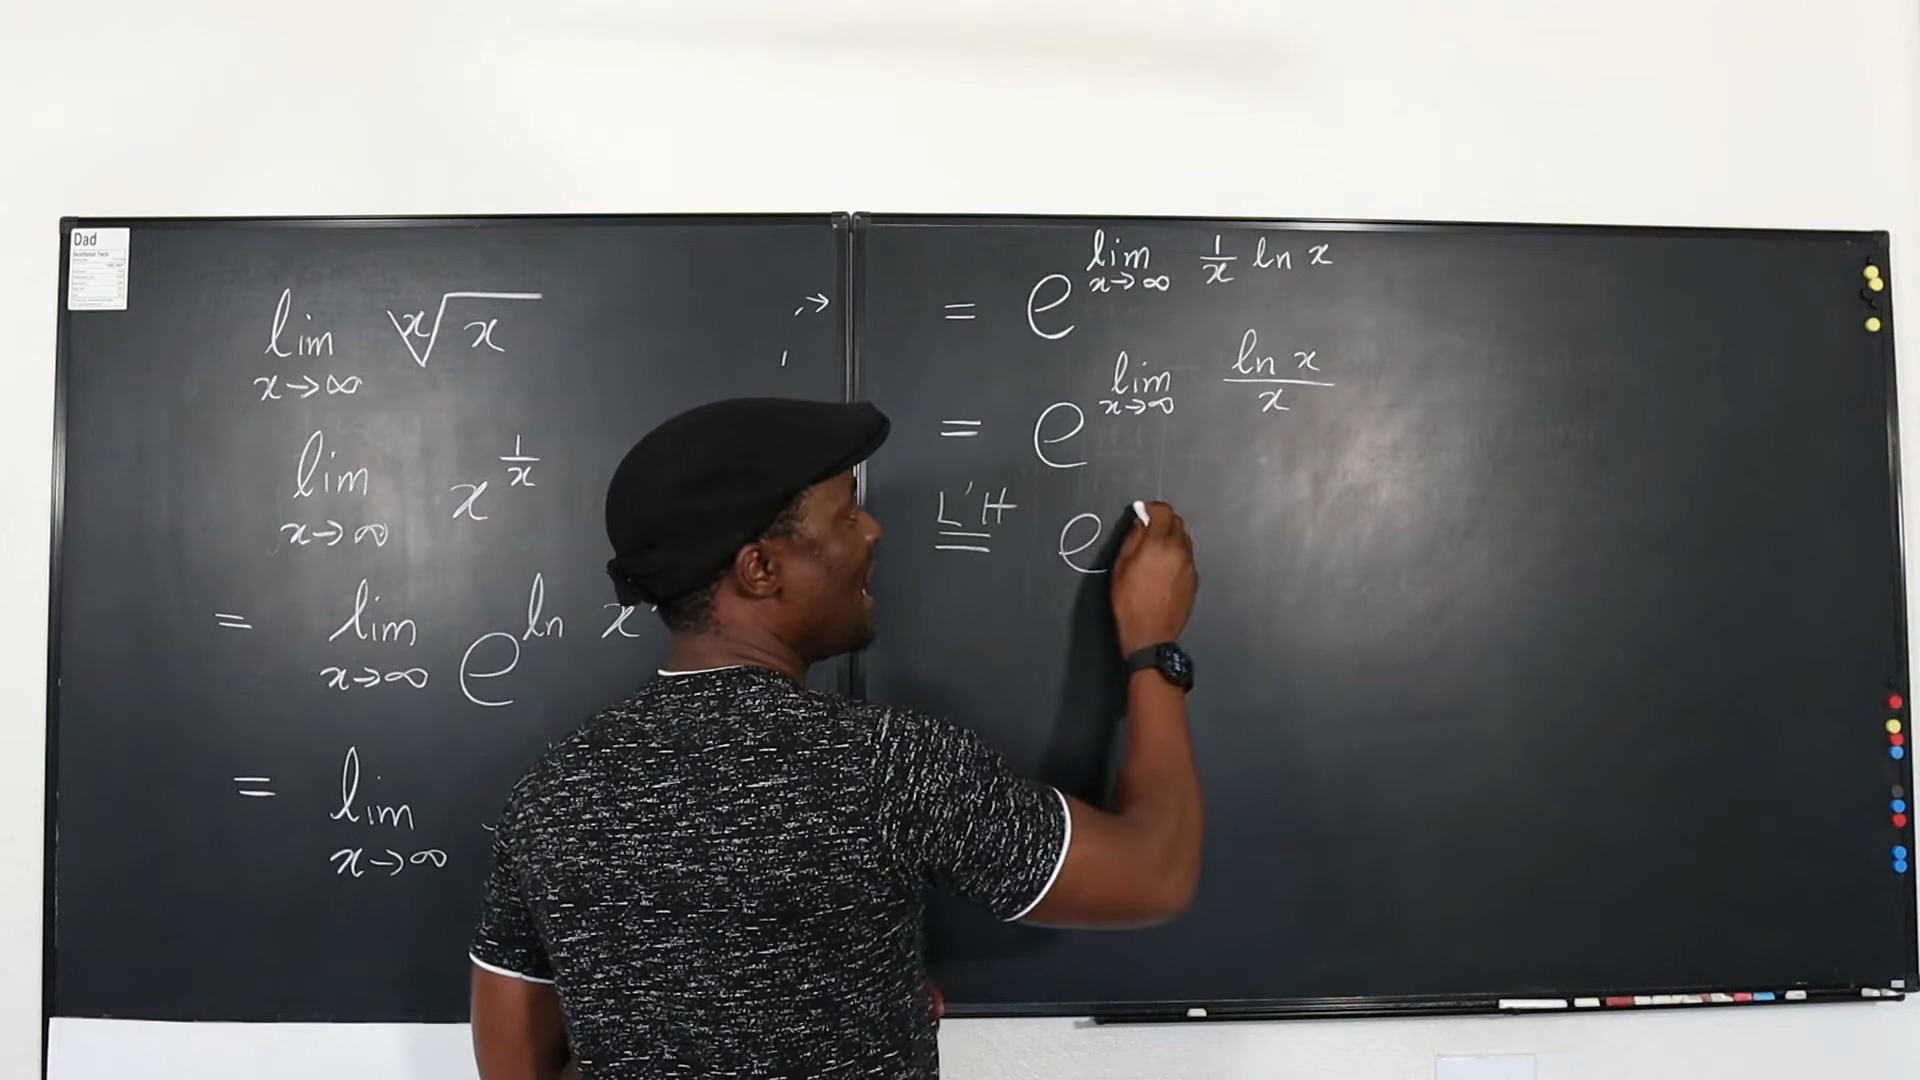 Dad
lim ˣ√x
x→∞
lim x^(1/x)
x→∞
= lim e^(ln x
x→∞
= lim
x→∞
= e^(lim x→∞ 1/x ln x)
= e^(lim x→∞ ln x / x)
L'H
= e